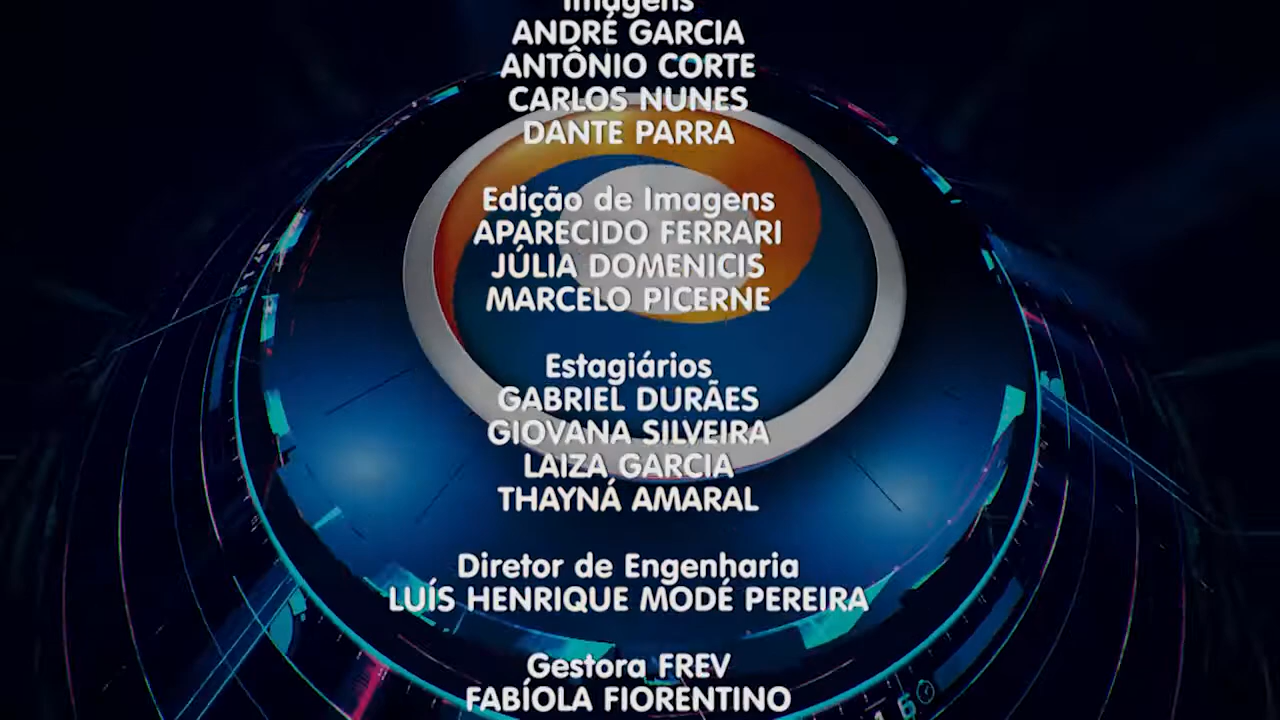 Imagens
ANDRÉ GARCIA
ANTÔNIO CORTE
CARLOS NUNES
DANTE PARRA
Edição de Imagens
APARECIDO FERRARI
JÚLIA DOMENICIS
MARCELO PICERNE
Estagiários
GABRIEL DURÃES
GIOVANA SILVEIRA
LAIZA GARCIA
THAYNÁ AMARAL
Diretor de Engenharia
LUÍS HENRIQUE MODÉ PEREIRA
Gestora FREV
FABÍOLA FIORENTINO